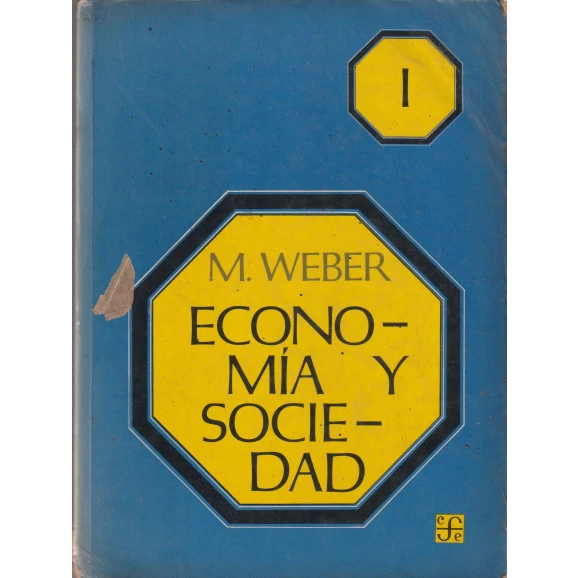 I
M. WEBER
ECONO-
MÍA Y
SOCIE-
DAD
c f e